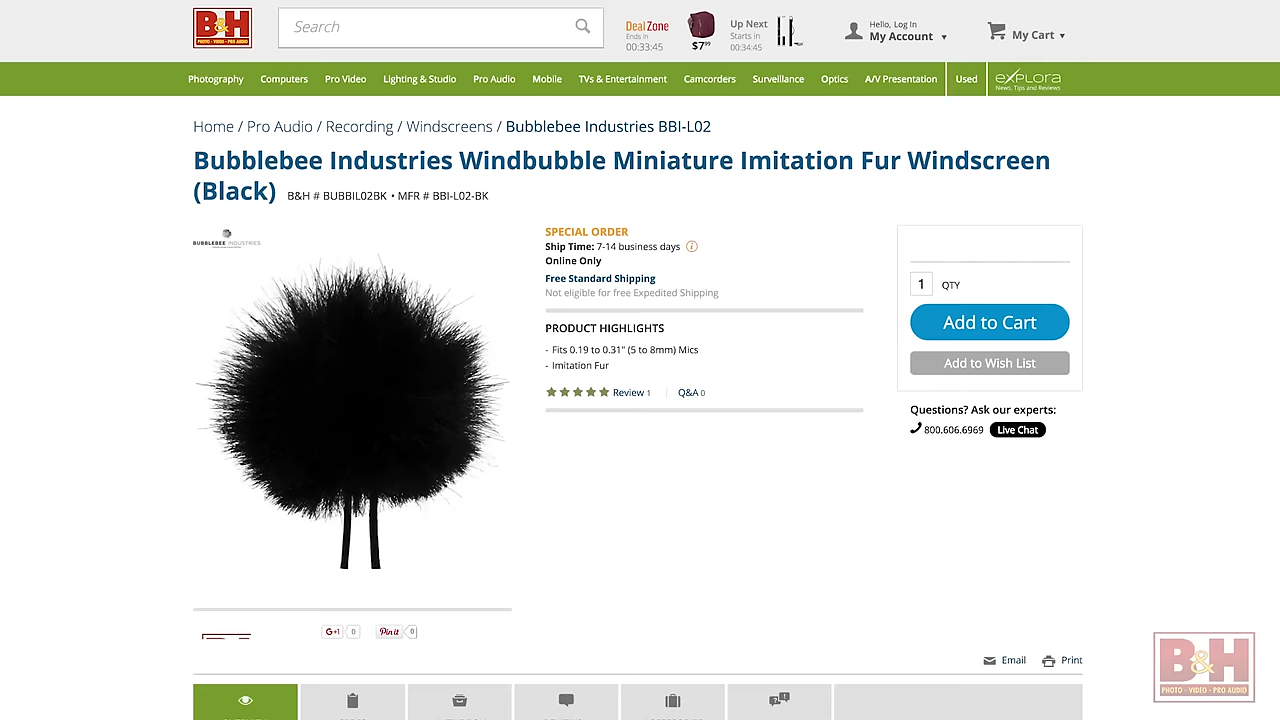 B&H
PHOTO · VIDEO · PRO AUDIO
Search
DealZone
Ends in
00:33:45
$7⁹⁹
Up Next
Starts in
00:34:45
Hello, Log In
My Account
My Cart
Photography
Computers
Pro Video
Lighting & Studio
Pro Audio
Mobile
TVs & Entertainment
Camcorders
Surveillance
Optics
A/V Presentation
Used
eXPLORA
News, Tips and Reviews
Home / Pro Audio / Recording / Windscreens / Bubblebee Industries BBI-L02
Bubblebee Industries Windbubble Miniature Imitation Fur Windscreen
(Black) B&H # BUBBIL02BK • MFR # BBI-L02-BK
BUBBLEBEE INDUSTRIES
SPECIAL ORDER
Ship Time: 7-14 business days
Online Only
Free Standard Shipping
Not eligible for free Expedited Shipping
PRODUCT HIGHLIGHTS
- Fits 0.19 to 0.31" (5 to 8mm) Mics
- Imitation Fur
Review 1
Q&A 0
1 QTY
Add to Cart
Add to Wish List
Questions? Ask our experts:
800.606.6969 Live Chat
G+1 0
Pin it 0
Email
Print
B&H
PHOTO · VIDEO · PRO AUDIO